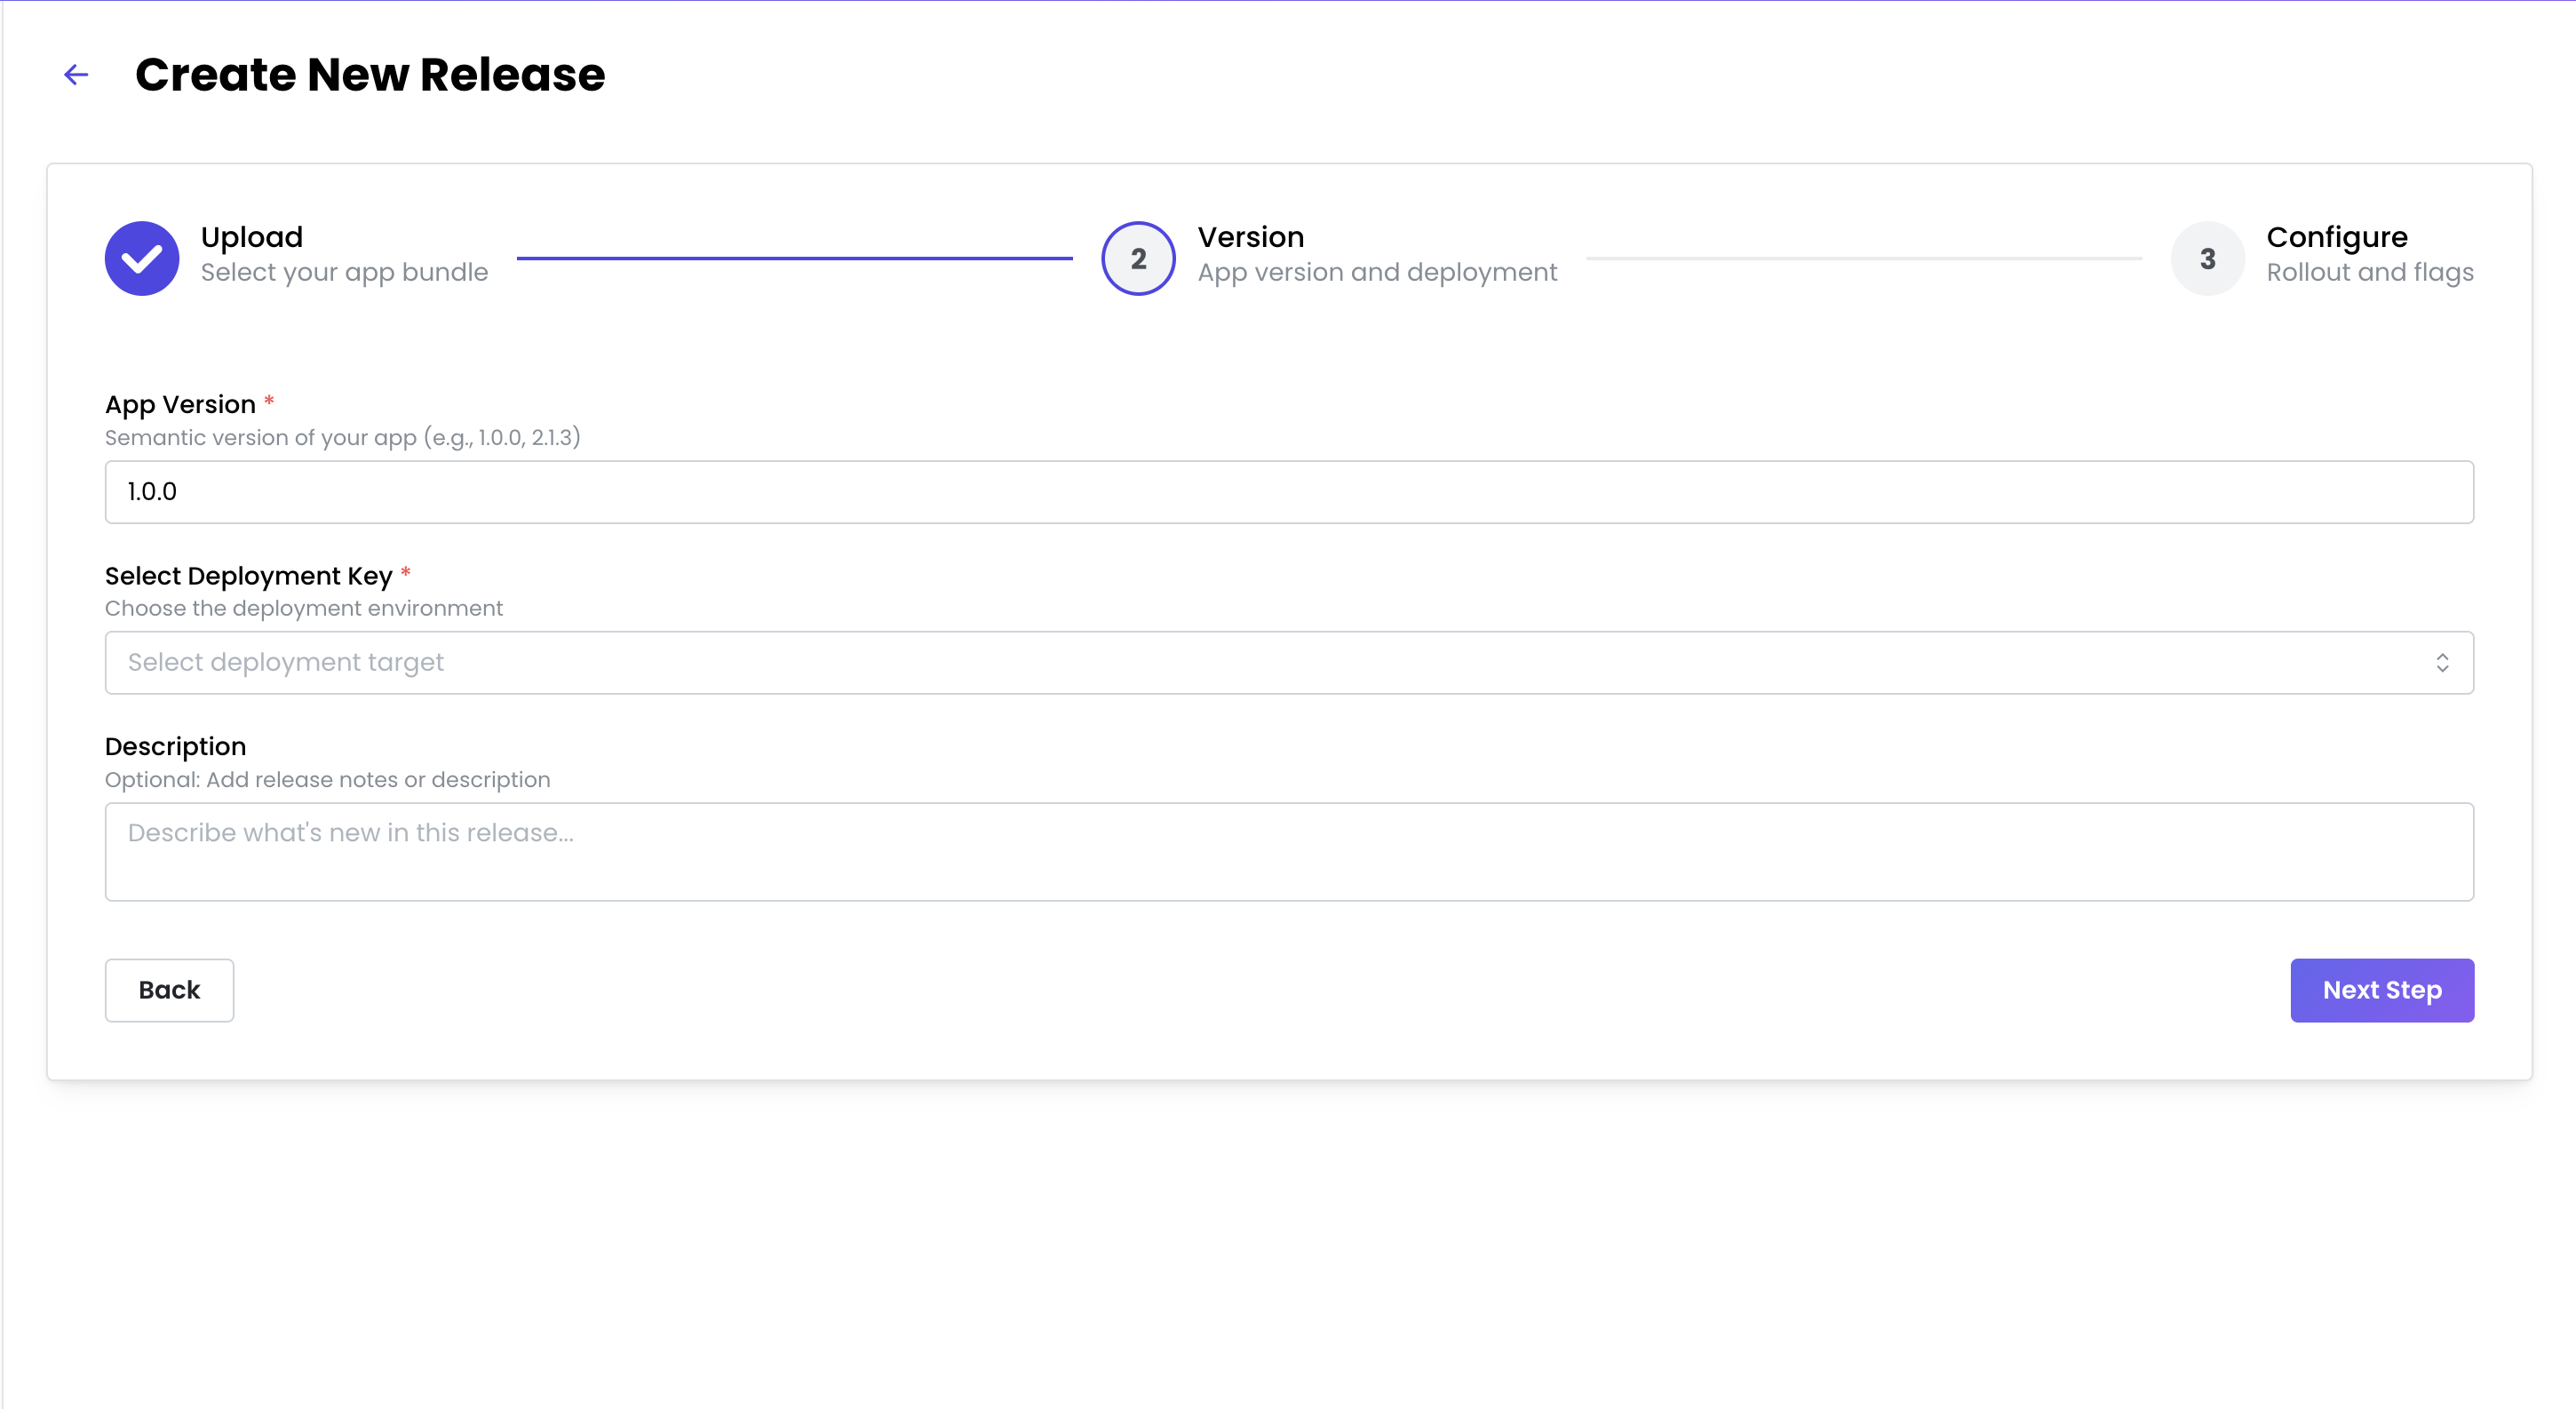 Create New Release
Upload
Select your app bundle
2
Version
App version and deployment
3
Configure
Rollout and flags
App Version *
Semantic version of your app (e.g., 1.0.0, 2.1.3)
1.0.0
Select Deployment Key *
Choose the deployment environment
Select deployment target
Description
Optional: Add release notes or description
Describe what's new in this release...
Back
Next Step